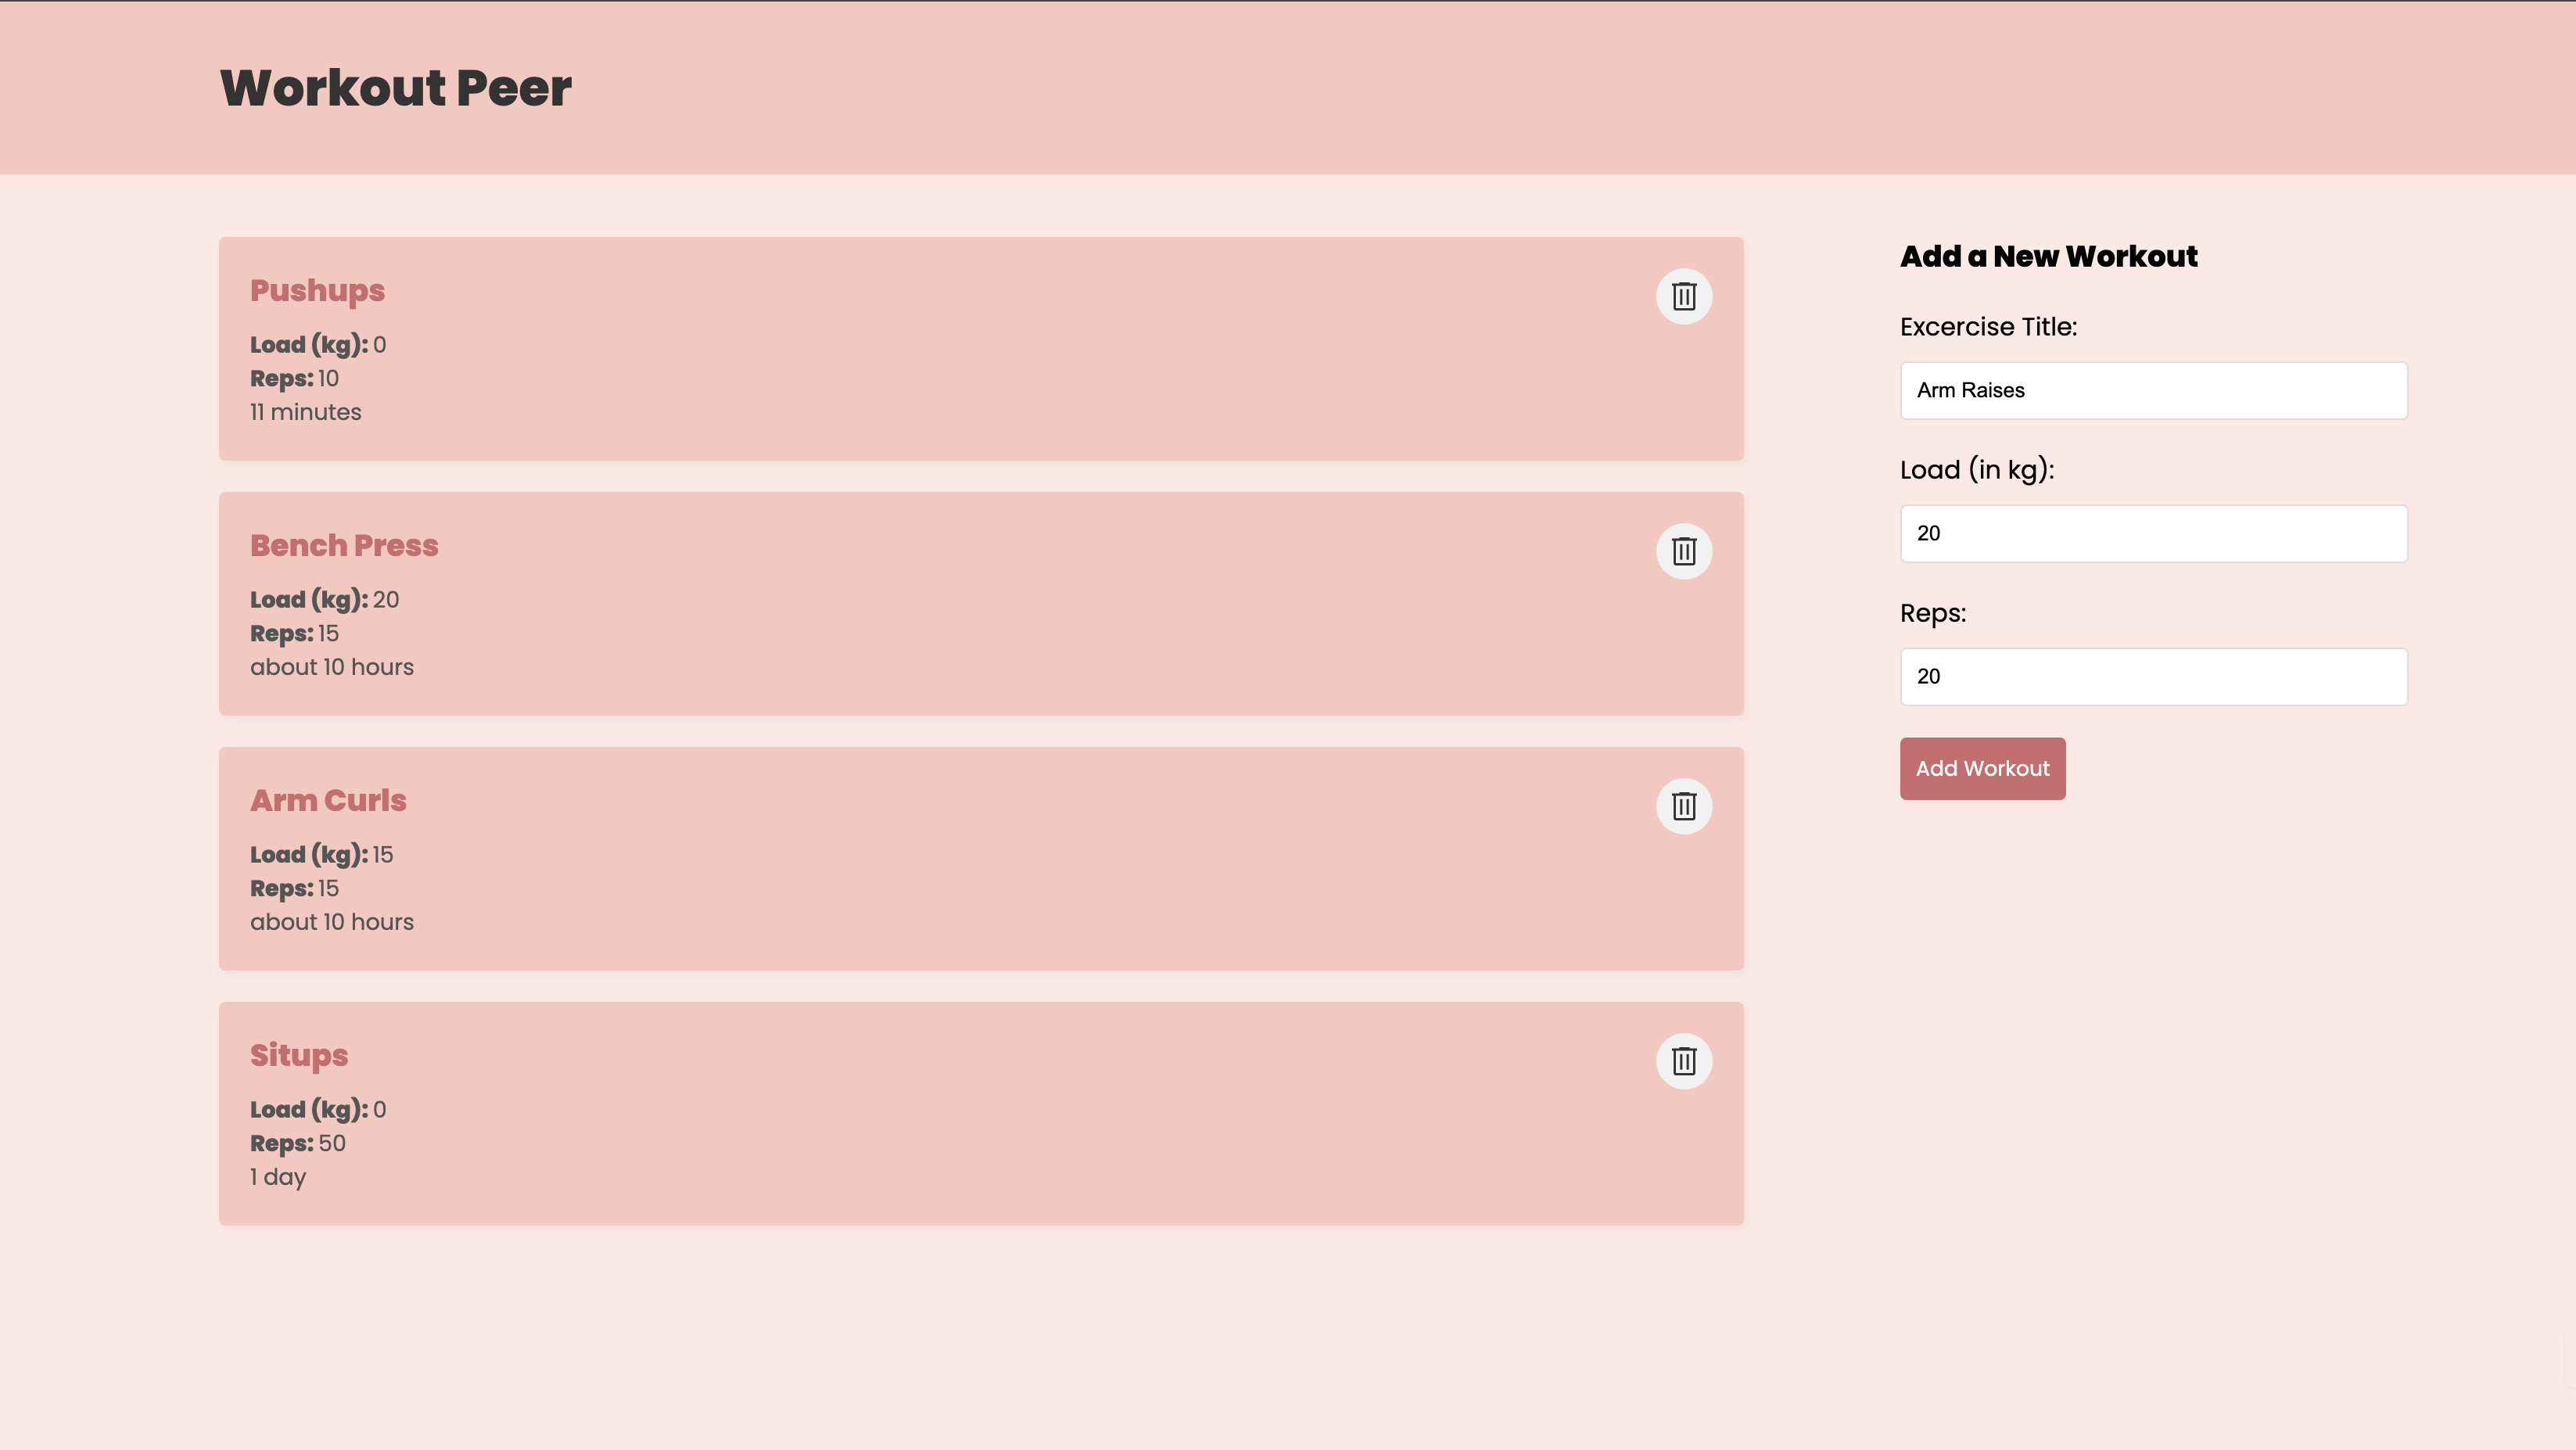 Workout Peer
Pushups
Load (kg): 0
Reps: 10
11 minutes
Bench Press
Load (kg): 20
Reps: 15
about 10 hours
Arm Curls
Load (kg): 15
Reps: 15
about 10 hours
Situps
Load (kg): 0
Reps: 50
1 day
Add a New Workout
Excercise Title:
Arm Raises
Load (in kg):
20
Reps:
20
Add Workout